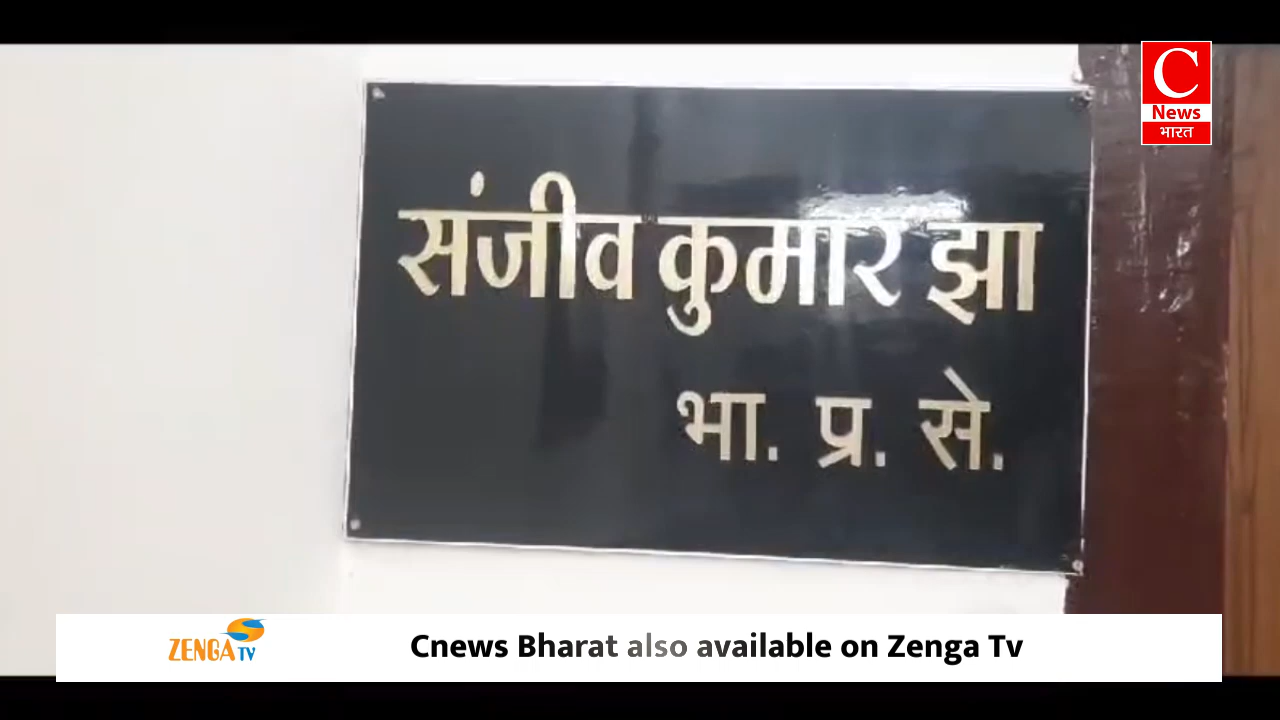 C
News
भारत
संजीव कुमार झा
भा. प्र. से.
ZENGA TV
Cnews Bharat also available on Zenga Tv